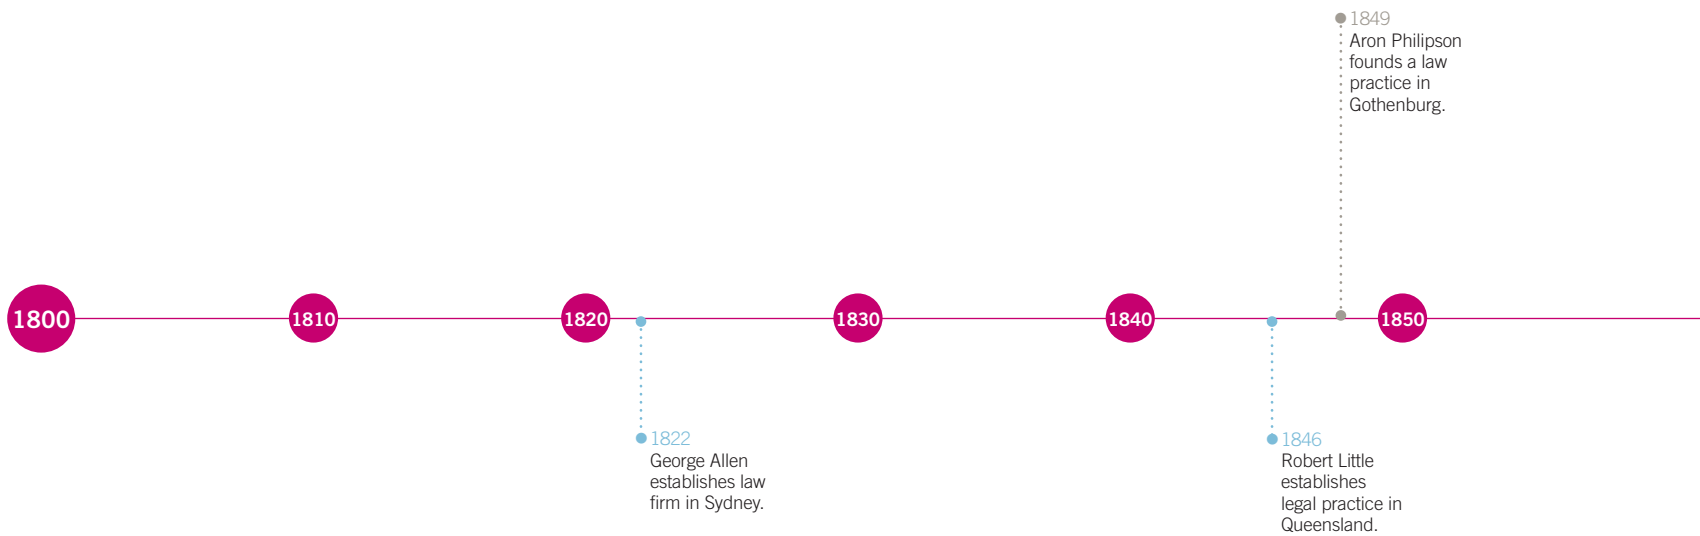 1849
Aron Philipson
founds a law
practice in
Gothenburg.
1800
1810
1820
1830
1840
1850
1822
George Allen
establishes law
firm in Sydney.
1846
Robert Little
establishes
legal practice in
Queensland.